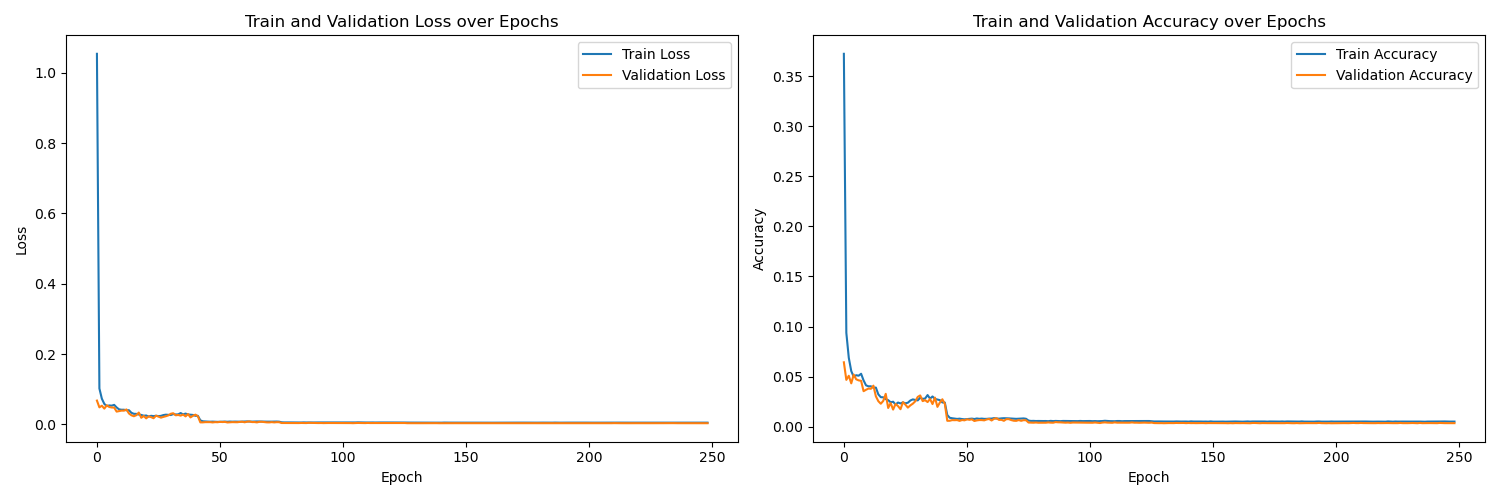 Train and Validation Loss over Epochs
Train Loss
Validation Loss
1.0
0.8
0.6
0.4
0.2
0.0
Loss
0
50
100
150
200
250
Epoch
Train and Validation Accuracy over Epochs
Train Accuracy
Validation Accuracy
0.35
0.30
0.25
0.20
0.15
0.10
0.05
0.00
Accuracy
0
50
100
150
200
250
Epoch